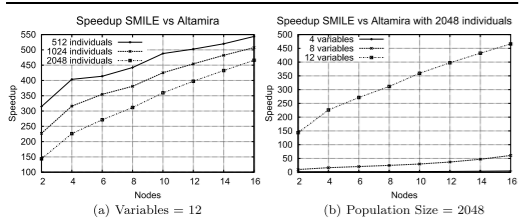 Speedup SMILE vs Altamira
512 individuals
1024 individuals
2048 individuals
550
500
450
400
350
300
250
200
150
100
Speedup
2 4 6 8 10 12 14 16
Nodes
(a) Variables = 12
Speedup SMILE vs Altamira with 2048 individuals
4 variables
8 variables
12 variables
500
450
400
350
300
250
200
150
100
50
0
Speedup
2 4 6 8 10 12 14 16
Nodes
(b) Population Size = 2048